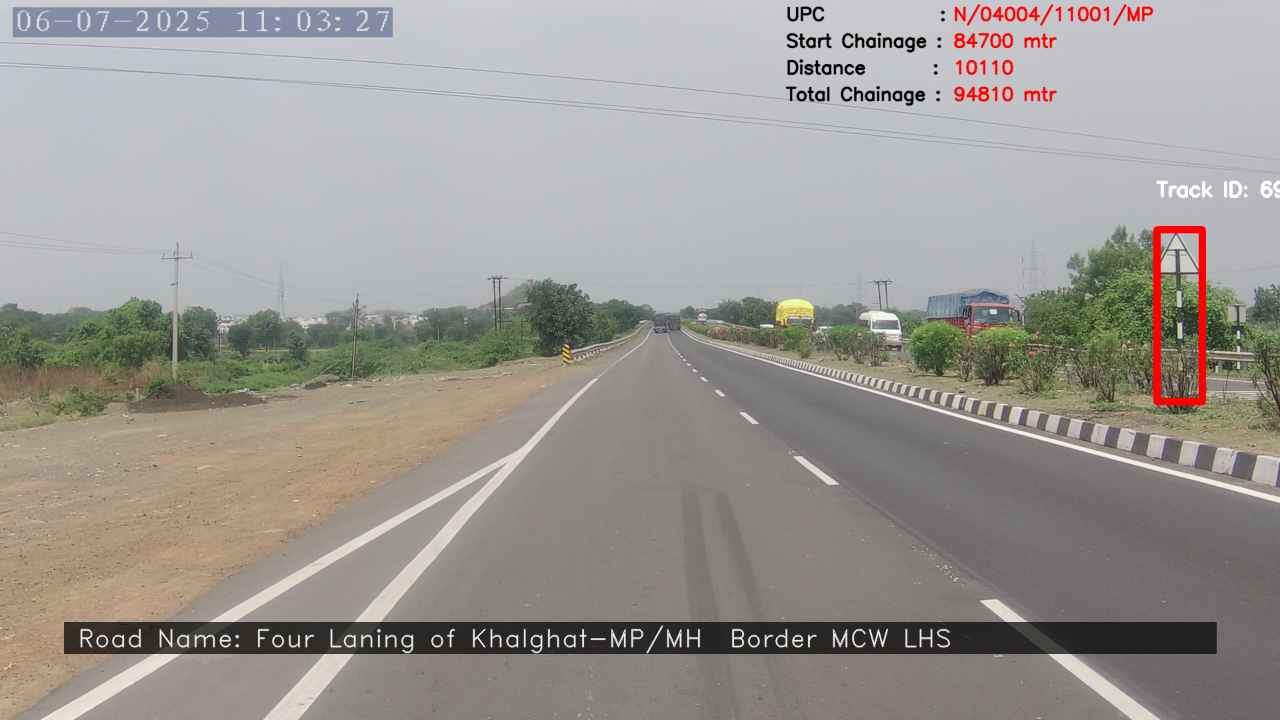 06-07-2025 11:03:27
UPC : N/04004/11001/MP
Start Chainage : 84700 mtr
Distance : 10110
Total Chainage : 94810 mtr
Track ID: 69
Road Name: Four Laning of Khalghat-MP/MH Border MCW LHS